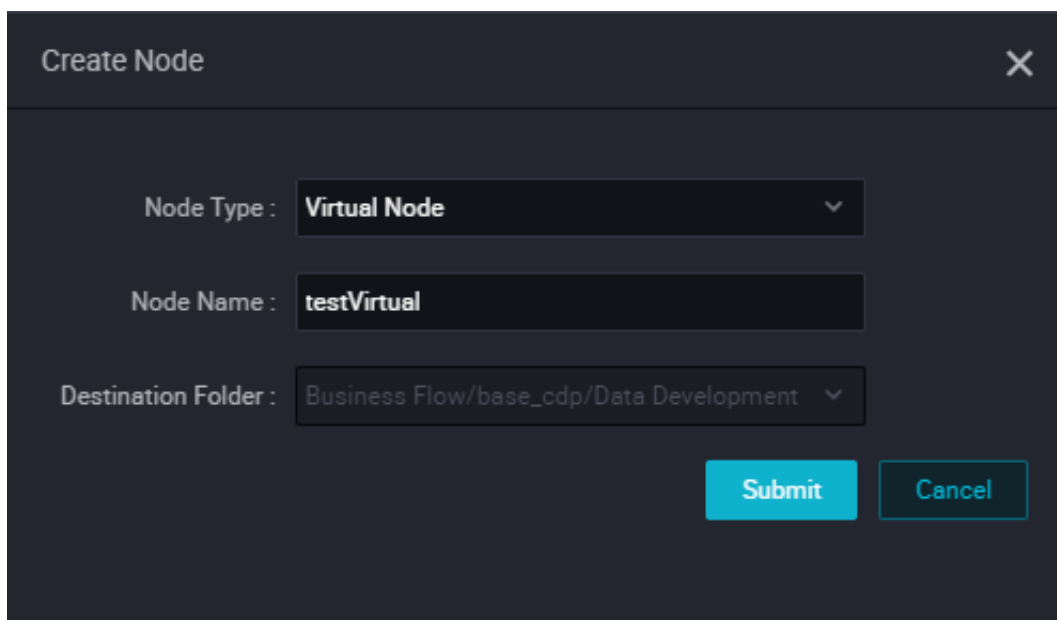 Create Node
Node Type : Virtual Node
Node Name : testVirtual
Destination Folder : Business Flow/base_cdp/Data Development
Submit Cancel